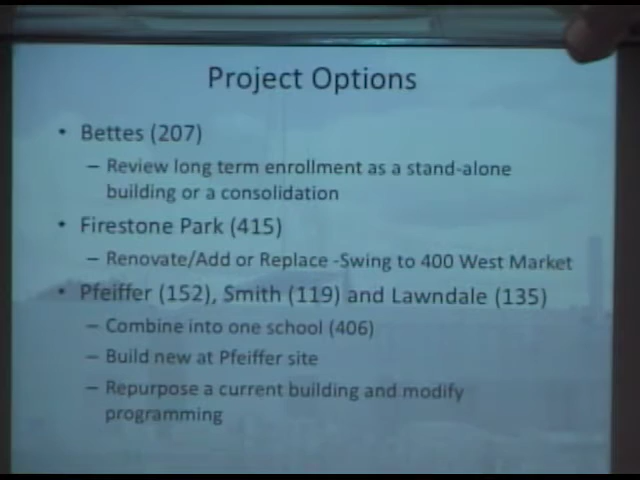 Project Options
• Bettes (207)
– Review long term enrollment as a stand-alone
building or a consolidation
• Firestone Park (415)
– Renovate/Add or Replace -Swing to 400 West Market
• Pfeiffer (152), Smith (119) and Lawndale (135)
– Combine into one school (406)
– Build new at Pfeiffer site
– Repurpose a current building and modify
programming